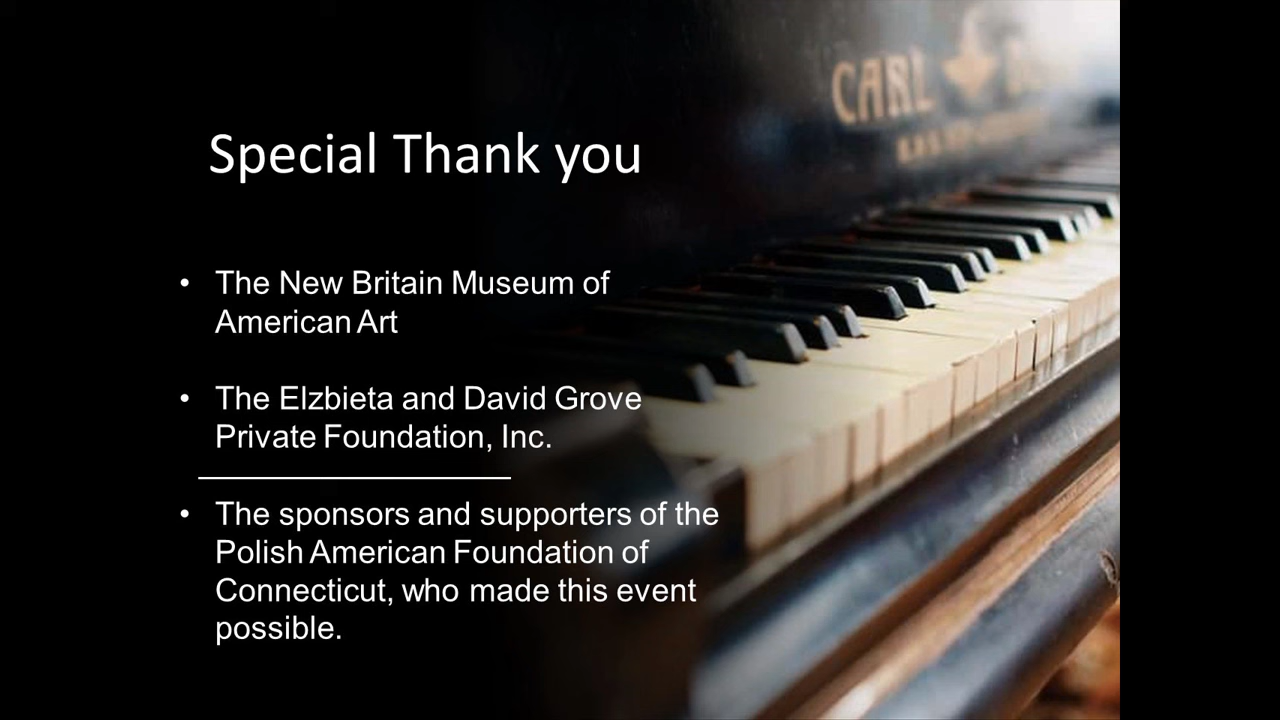 CARL
Special Thank you
• The New Britain Museum of
American Art
• The Elzbieta and David Grove
Private Foundation, Inc.
• The sponsors and supporters of the
Polish American Foundation of
Connecticut, who made this event
possible.